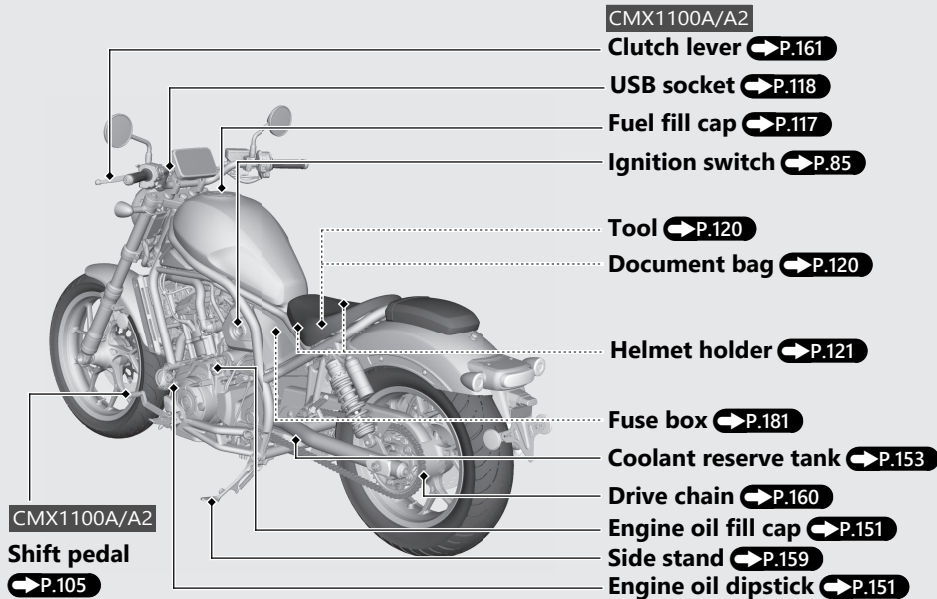 CMX1100A/A2
Clutch lever ➔P.161
USB socket ➔P.118
Fuel fill cap ➔P.117
Ignition switch ➔P.85
Tool ➔P.120
Document bag ➔P.120
Helmet holder ➔P.121
Fuse box ➔P.181
Coolant reserve tank ➔P.153
Drive chain ➔P.160
Engine oil fill cap ➔P.151
Side stand ➔P.159
Engine oil dipstick ➔P.151
CMX1100A/A2
Shift pedal
➔P.105